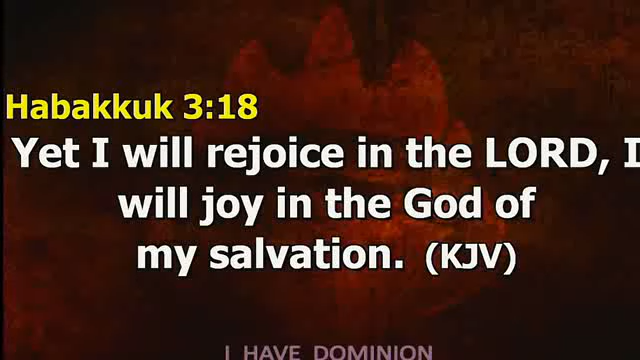 Habakkuk 3:18
Yet I will rejoice in the LORD, I
will joy in the God of
my salvation. (KJV)
I HAVE DOMINION